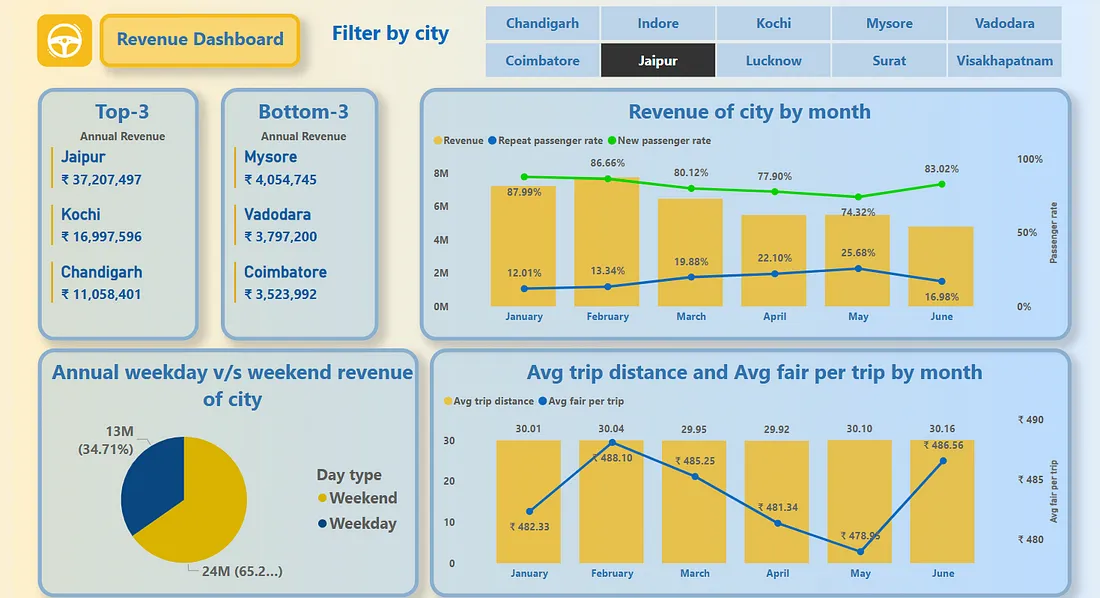 Revenue Dashboard
Filter by city
Chandigarh Indore Kochi Mysore Vadodara
Coimbatore Jaipur Lucknow Surat Visakhapatnam
Top-3
Annual Revenue
Jaipur
₹ 37,207,497
Kochi
₹ 16,997,596
Chandigarh
₹ 11,058,401
Bottom-3
Annual Revenue
Mysore
₹ 4,054,745
Vadodara
₹ 3,797,200
Coimbatore
₹ 3,523,992
Revenue of city by month
Revenue Repeat passenger rate New passenger rate
8M
6M
4M
2M
0M
100%
50%
0%
Passenger rate
87.99% 86.66% 80.12% 77.90% 74.32% 83.02%
12.01% 13.34% 19.88% 22.10% 25.68% 16.98%
January February March April May June
Annual weekday v/s weekend revenue
of city
13M
(34.71%)
24M (65.2...)
Day type
Weekend
Weekday
Avg trip distance and Avg fair per trip by month
Avg trip distance Avg fair per trip
30
20
10
0
₹ 490
₹ 485
₹ 480
Avg fair per trip
30.01 30.04 29.95 29.92 30.10 30.16
₹ 482.33 ₹ 488.10 ₹ 485.25 ₹ 481.34 ₹ 478.95 ₹ 486.56
January February March April May June